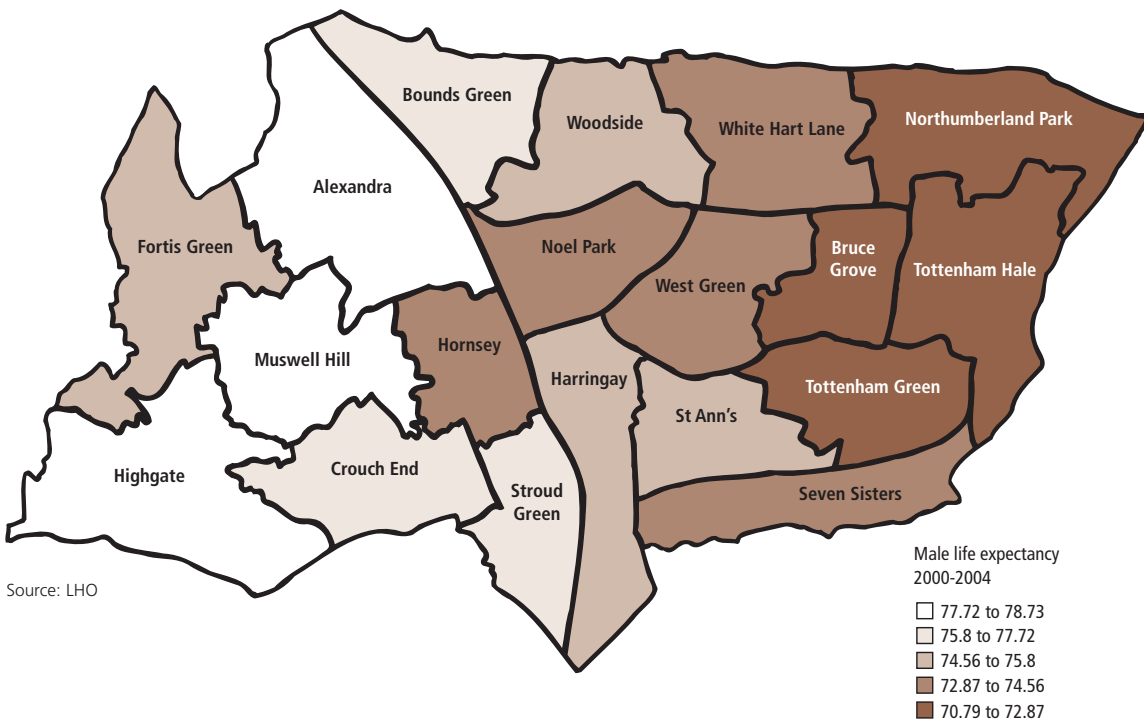 Bounds Green
Woodside
White Hart Lane
Northumberland Park
Alexandra
Fortis Green
Noel Park
West Green
Bruce
Grove
Tottenham Hale
Muswell Hill
Hornsey
Harringay
Tottenham Green
St Ann's
Highgate
Crouch End
Stroud
Green
Seven Sisters
Source: LHO
Male life expectancy
2000-2004
77.72 to 78.73
75.8 to 77.72
74.56 to 75.8
72.87 to 74.56
70.79 to 72.87